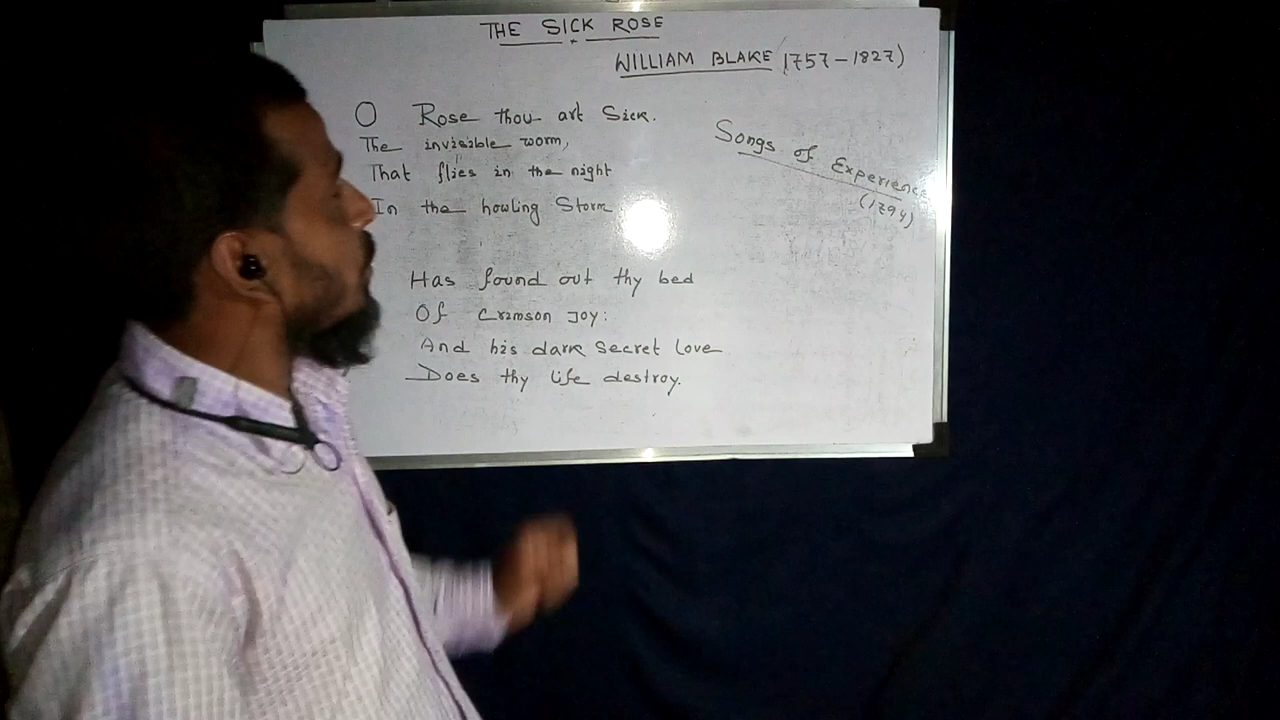 THE SICK ROSE
WILLIAM BLAKE (1757-1827)
O Rose thou art Sick.
The invisible worm,
That flies in the night
In the howling Storm
Songs of Experience
(1794)
Has found out thy bed
Of Crimson Joy:
And his dark secret love
Does thy life destroy.